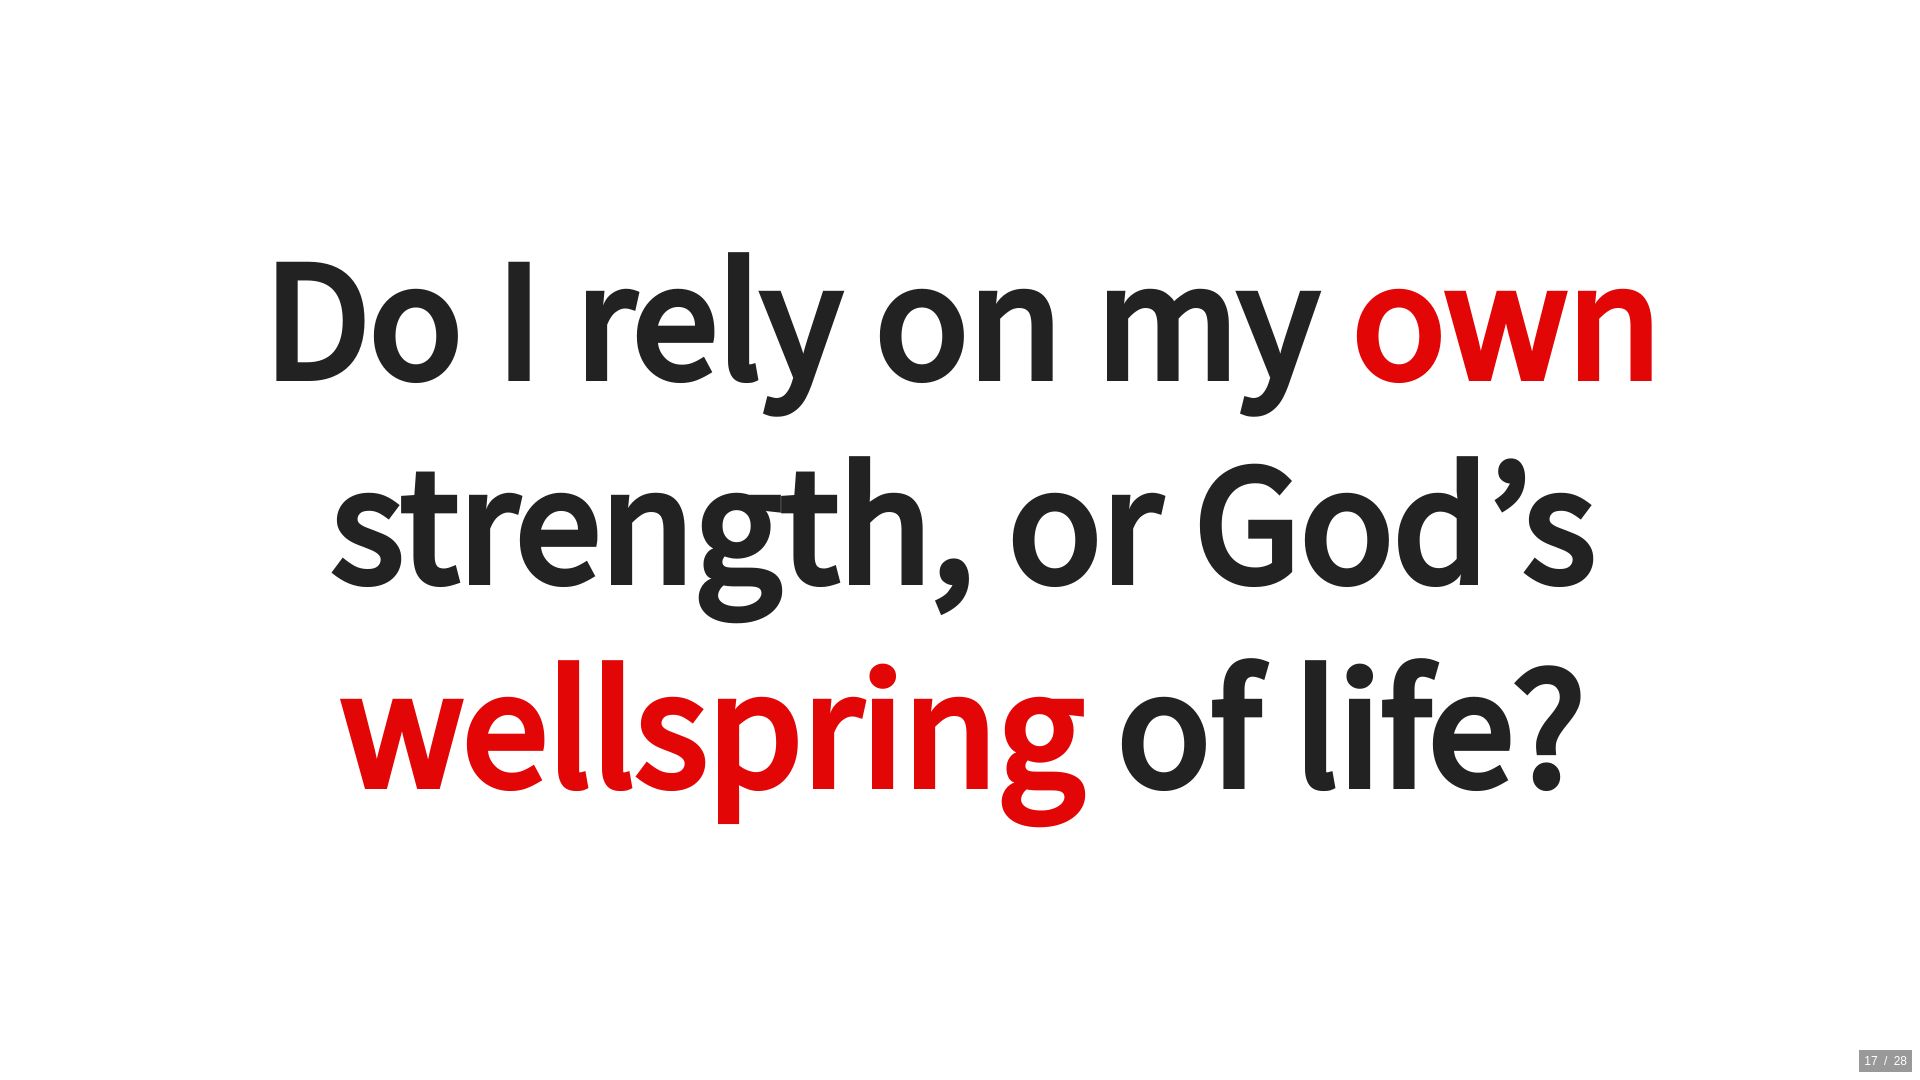 Do I rely on my own
strength, or God’s
wellspring of life?
17 / 28